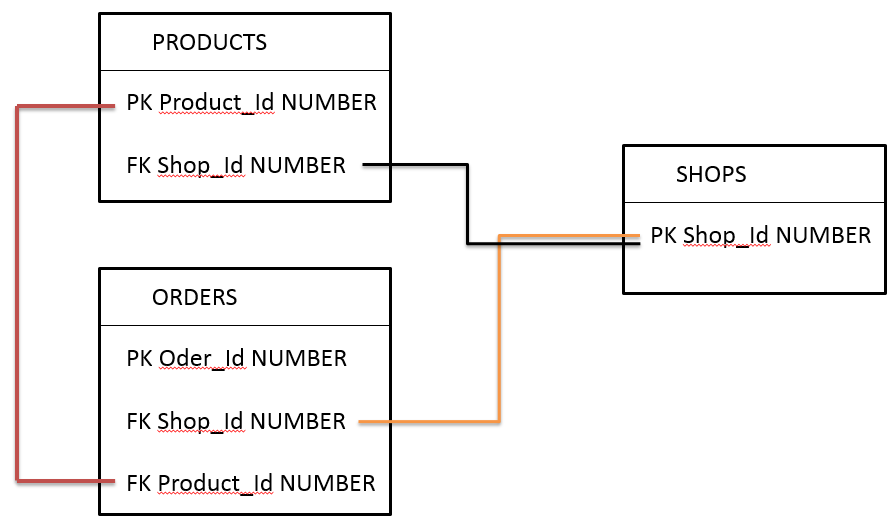 PRODUCTS
PK Product_Id NUMBER
FK Shop_Id NUMBER
SHOPS
PK Shop_Id NUMBER
ORDERS
PK Oder_Id NUMBER
FK Shop_Id NUMBER
FK Product_Id NUMBER